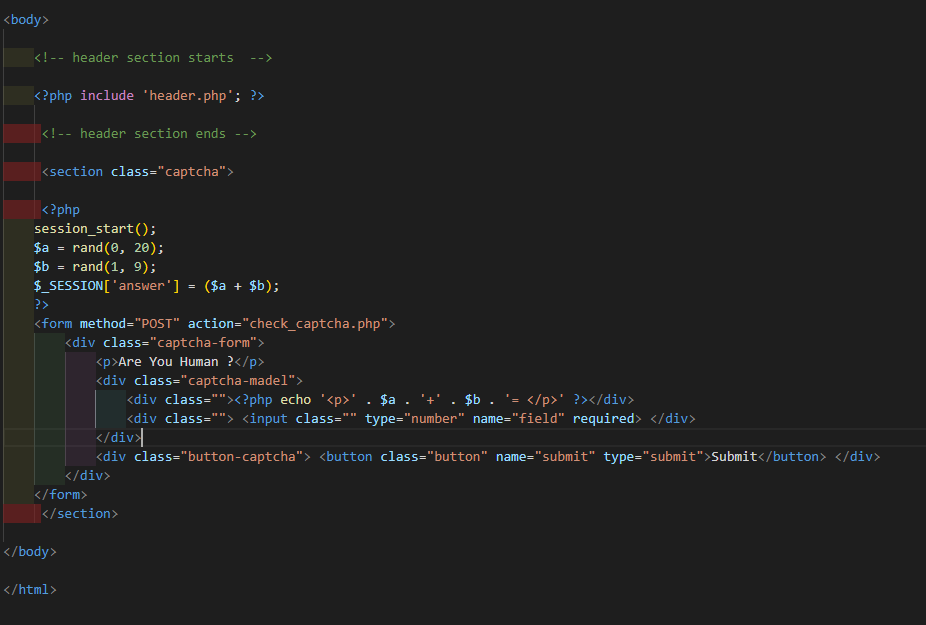 <body>
<!-- header section starts  -->
<?php include 'header.php'; ?>
<!-- header section ends -->
<section class="captcha">
<?php
session_start();
$a = rand(0, 20);
$b = rand(1, 9);
$_SESSION['answer'] = ($a + $b);
?>
<form method="POST" action="check_captcha.php">
<div class="captcha-form">
<p>Are You Human ?</p>
<div class="captcha-madel">
<div class=""><?php echo '<p>' . $a . '+' . $b . '= </p>' ?></div>
<div class=""> <input class="" type="number" name="field" required> </div>
</div>
<div class="button-captcha"> <button class="button" name="submit" type="submit">Submit</button> </div>
</div>
</form>
</section>
</body>
</html>